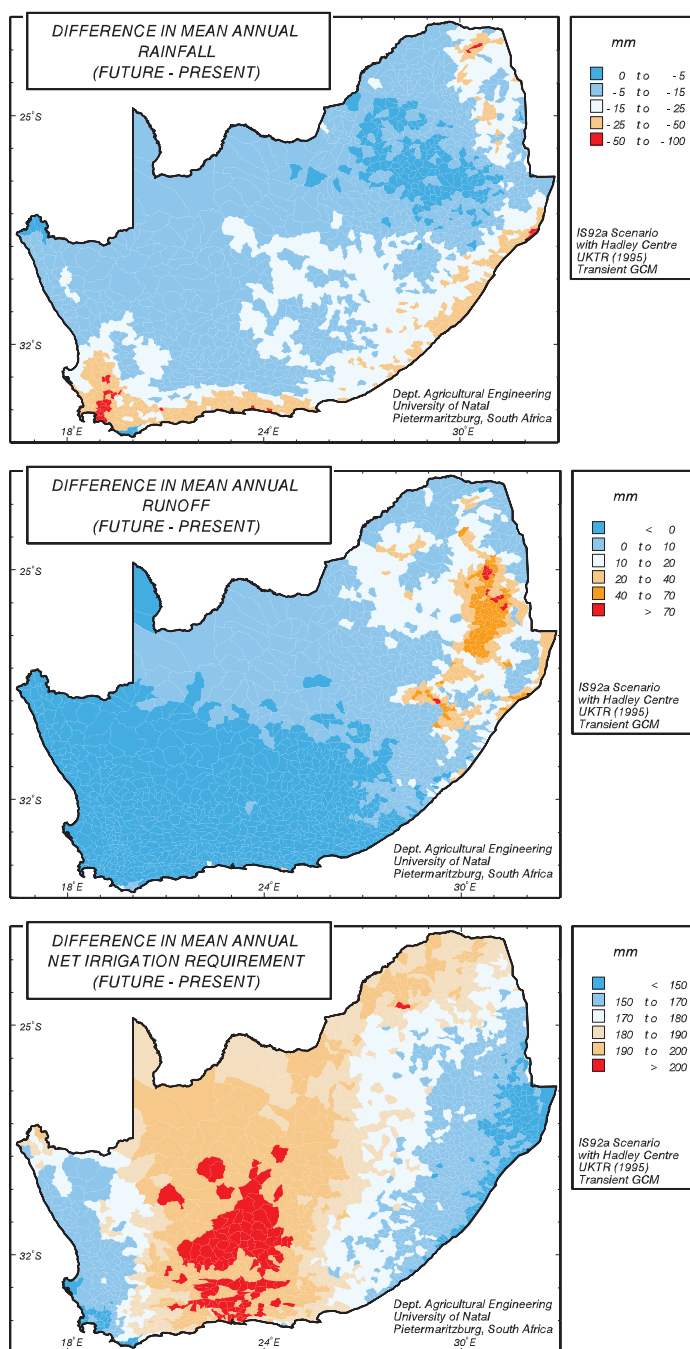 DIFFERENCE IN MEAN ANNUAL
RAINFALL
(FUTURE - PRESENT)
mm
0 to - 5
- 5 to - 15
- 15 to - 25
- 25 to - 50
- 50 to - 100
25°S
32°S
IS92a Scenario
with Hadley Centre
UKTR (1995)
Transient GCM
Dept. Agricultural Engineering
University of Natal
Pietermaritzburg, South Africa
18°E 24°E 30°E
DIFFERENCE IN MEAN ANNUAL
RUNOFF
(FUTURE - PRESENT)
mm
< 0
0 to 10
10 to 20
20 to 40
40 to 70
> 70
25°S
32°S
IS92a Scenario
with Hadley Centre
UKTR (1995)
Transient GCM
Dept. Agricultural Engineering
University of Natal
Pietermaritzburg, South Africa
18°E 24°E 30°E
DIFFERENCE IN MEAN ANNUAL
NET IRRIGATION REQUIREMENT
(FUTURE - PRESENT)
mm
< 150
150 to 170
170 to 180
180 to 190
190 to 200
> 200
25°S
32°S
IS92a Scenario
with Hadley Centre
UKTR (1995)
Transient GCM
Dept. Agricultural Engineering
University of Natal
Pietermaritzburg, South Africa
18°E 24°E 30°E